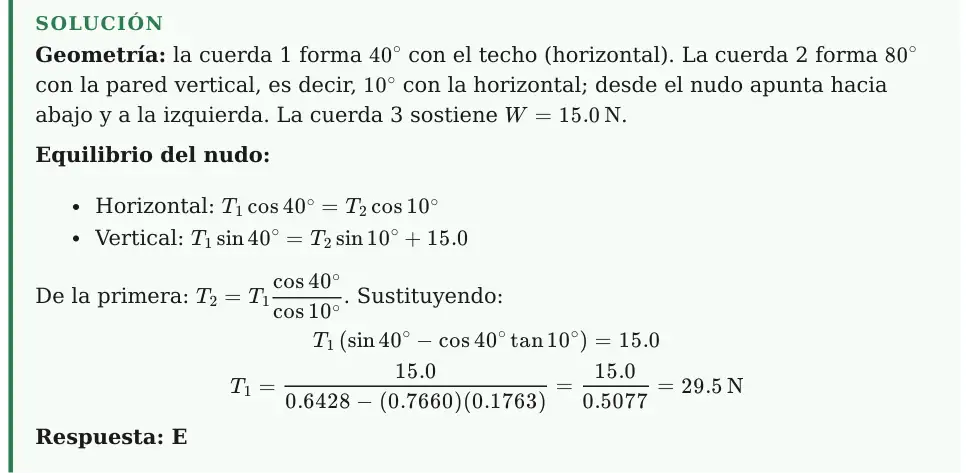 SOLUCIÓN
Geometría: la cuerda 1 forma 40° con el techo (horizontal). La cuerda 2 forma 80°
con la pared vertical, es decir, 10° con la horizontal; desde el nudo apunta hacia
abajo y a la izquierda. La cuerda 3 sostiene W = 15.0 N.
Equilibrio del nudo:
• Horizontal: T₁ cos 40° = T₂ cos 10°
• Vertical: T₁ sin 40° = T₂ sin 10° + 15.0
De la primera: T₂ = T₁ \frac{cos 40°}{cos 10°}. Sustituyendo:
T₁ (sin 40° − cos 40° tan 10°) = 15.0
T₁ = \frac{15.0}{0.6428 − (0.7660)(0.1763)} = \frac{15.0}{0.5077} = 29.5 N
Respuesta: E